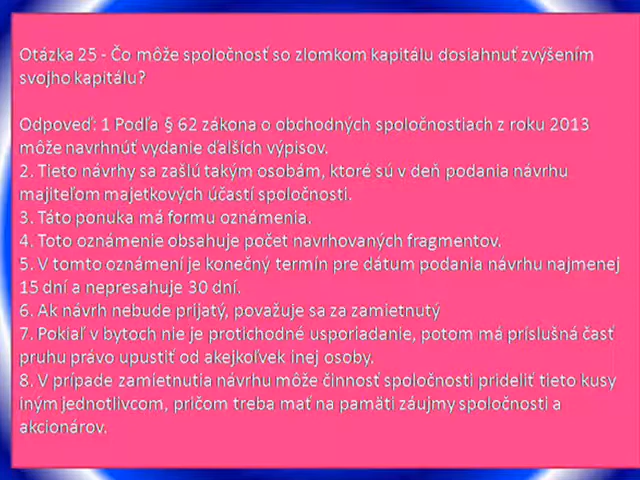 Otázka 25 - Čo môže spoločnosť so zlomkom kapitálu dosiahnuť zvýšením
svojho kapitálu?
Odpoveď: 1 Podľa § 62 zákona o obchodných spoločnostiach z roku 2013
môže navrhnúť vydanie ďalších výpisov.
2. Tieto návrhy sa zašlú takým osobám, ktoré sú v deň podania návrhu
majiteľom majetkových účastí spoločnosti.
3. Táto ponuka má formu oznámenia.
4. Toto oznámenie obsahuje počet navrhovaných fragmentov.
5. V tomto oznámení je konečný termín pre dátum podania návrhu najmenej
15 dní a nepresahuje 30 dní.
6. Ak návrh nebude prijatý, považuje sa za zamietnutý
7. Pokiaľ v bytoch nie je protichodné usporiadanie, potom má príslušná časť
pruhu právo upustiť od akejkoľvek inej osoby.
8. V prípade zamietnutia návrhu môže činnosť spoločnosti prideliť tieto kusy
iným jednotlivcom, pričom treba mať na pamäti záujmy spoločnosti a
akcionárov.